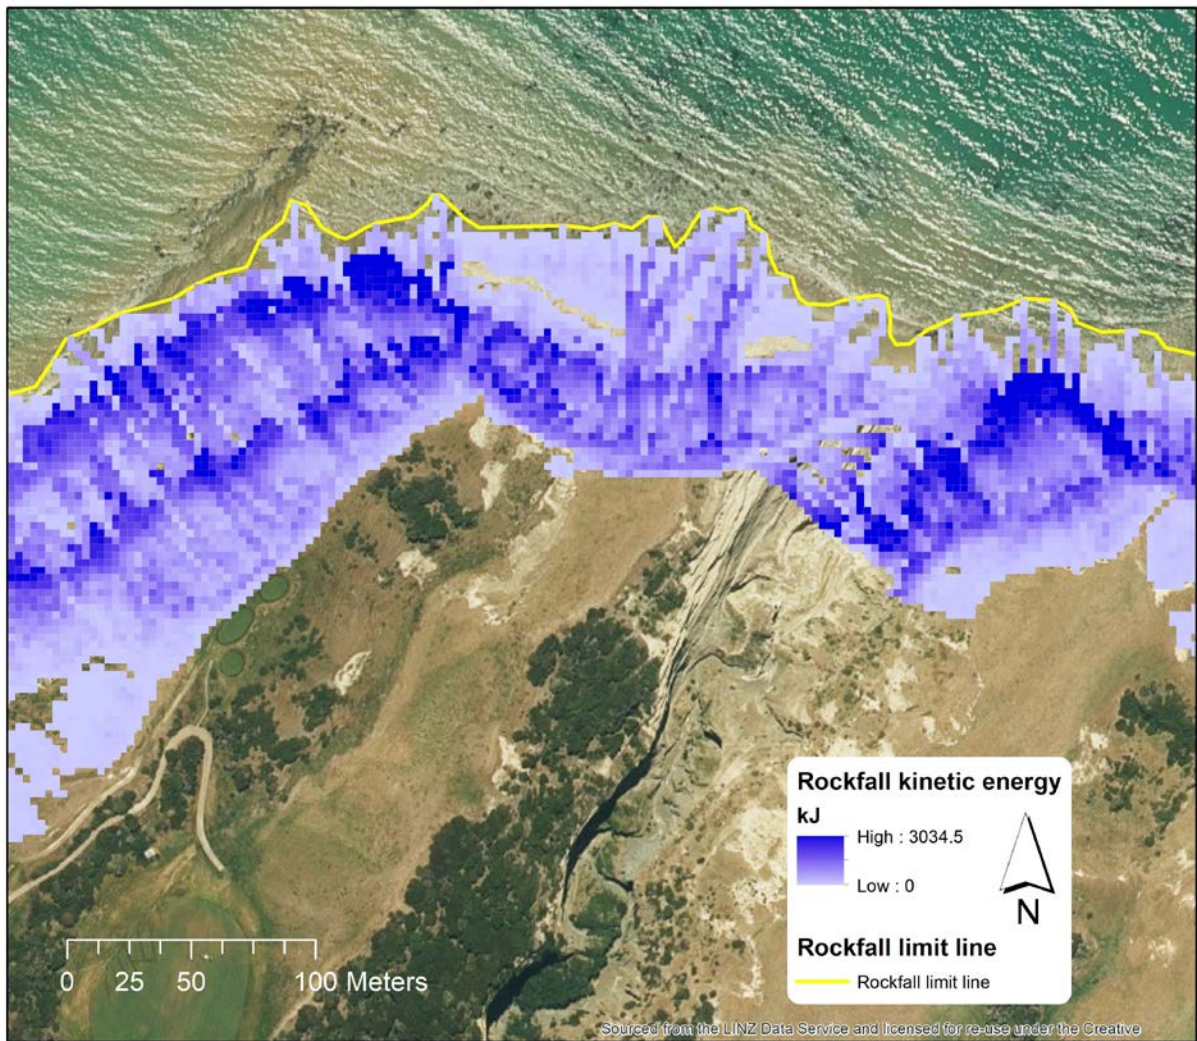 Rockfall kinetic energy
kJ
High : 3034.5
Low : 0
N
Rockfall limit line
Rockfall limit line
0 25 50 100 Meters
Sourced from the LINZ Data Service and licensed for re-use under the Creative